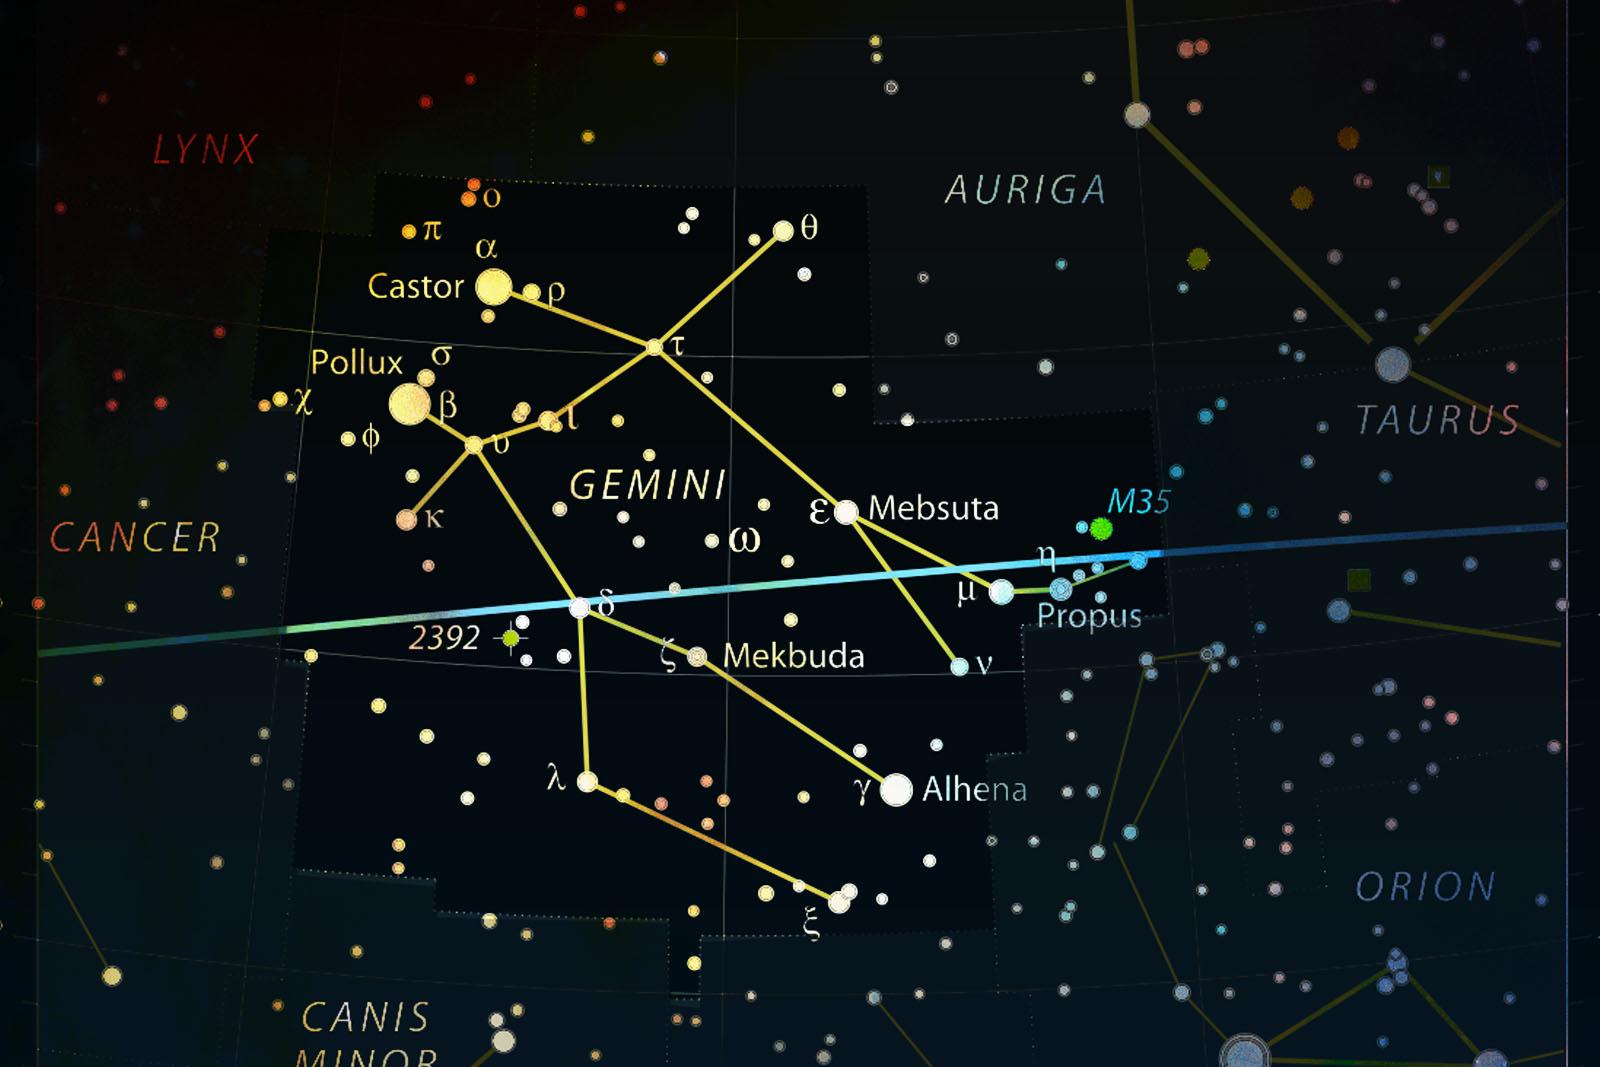 LYNX
AURIGA
ο
π
θ
α
Castor
ρ
τ
Pollux
σ
χ
β
ι
φ
υ
TAURUS
GEMINI
κ
ε
Mebsuta
M35
CANCER
ω
η
μ
δ
Propus
2392
ζ
Mekbuda
ν
λ
γ
Alhena
ξ
ORION
CANIS
MINOR